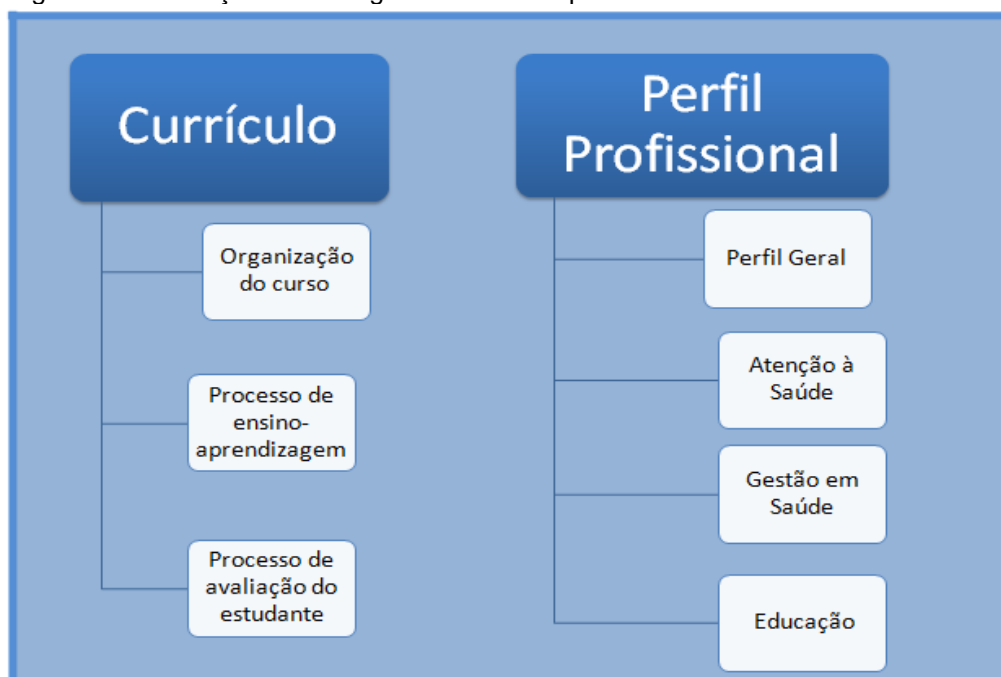 Currículo
Organização
do curso
Processo de
ensino-
aprendizagem
Processo de
avaliação do
estudante
Perfil
Profissional
Perfil Geral
Atenção à
Saúde
Gestão em
Saúde
Educação